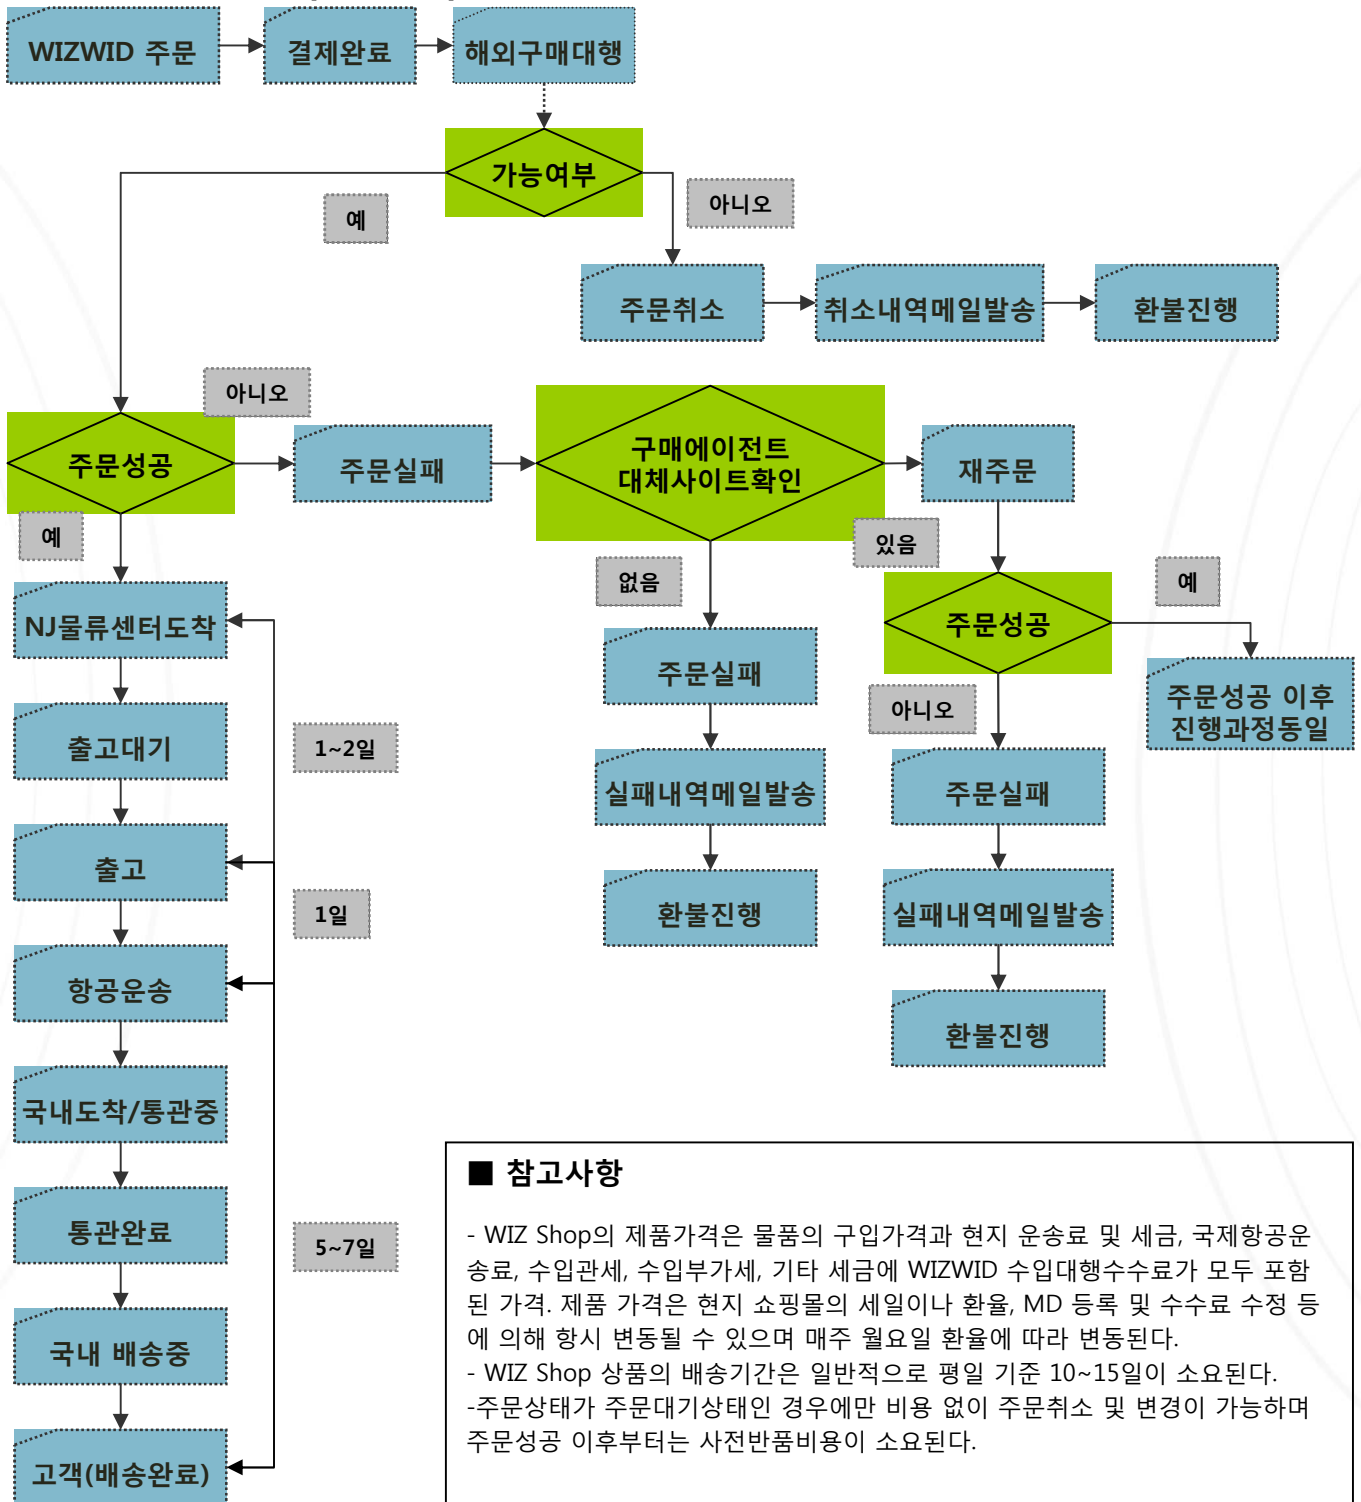 WIZWID 주문
결제완료
해외구매대행
가능여부
예
아니오
주문취소
취소내역메일발송
환불진행
아니오
주문성공
주문실패
구매에이전트
대체사이트확인
재주문
예
있음
없음
예
NJ물류센터도착
주문성공
주문실패
주문성공 이후
진행과정동일
아니오
출고대기
1~2일
실패내역메일발송
주문실패
출고
1일
환불진행
실패내역메일발송
항공운송
환불진행
국내도착/통관중
통관완료
5~7일
국내 배송중
고객(배송완료)
■ 참고사항
- WIZ Shop의 제품가격은 물품의 구입가격과 현지 운송료 및 세금, 국제항공운
송료, 수입관세, 수입부가세, 기타 세금에 WIZWID 수입대행수수료가 모두 포함
된 가격. 제품 가격은 현지 쇼핑몰의 세일이나 환율, MD 등록 및 수수료 수정 등
에 의해 항시 변동될 수 있으며 매주 월요일 환율에 따라 변동된다.
- WIZ Shop 상품의 배송기간은 일반적으로 평일 기준 10~15일이 소요된다.
-주문상태가 주문대기상태인 경우에만 비용 없이 주문취소 및 변경이 가능하며
주문성공 이후부터는 사전반품비용이 소요된다.